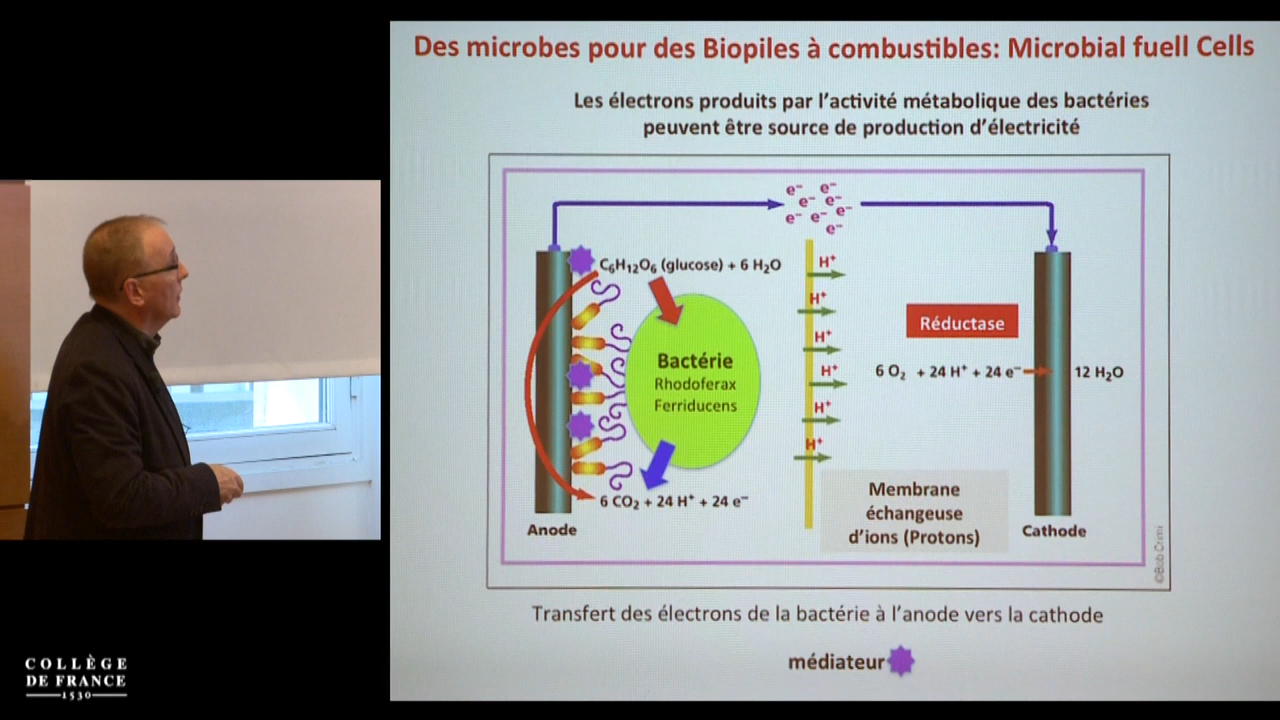 Des microbes pour des Biopiles à combustibles: Microbial fuell Cells
Les électrons produits par l'activité métabolique des bactéries
peuvent être source de production d'électricité
e⁻ e⁻
e⁻ e⁻
e⁻ e⁻ e⁻
e⁻
C₆H₁₂O₆ (glucose) + 6 H₂O
H⁺
H⁺
H⁺
H⁺
H⁺
H⁺
Bactérie
Rhodoferax
Ferriducens
6 CO₂ + 24 H⁺ + 24 e⁻
Anode
Réductase
6 O₂ + 24 H⁺ + 24 e⁻
12 H₂O
Membrane
échangeuse
d'ions (Protons)
Cathode
©Bob Crimi
Transfert des électrons de la bactérie à l'anode vers la cathode
médiateur
COLLÈGE
DE FRANCE
1530